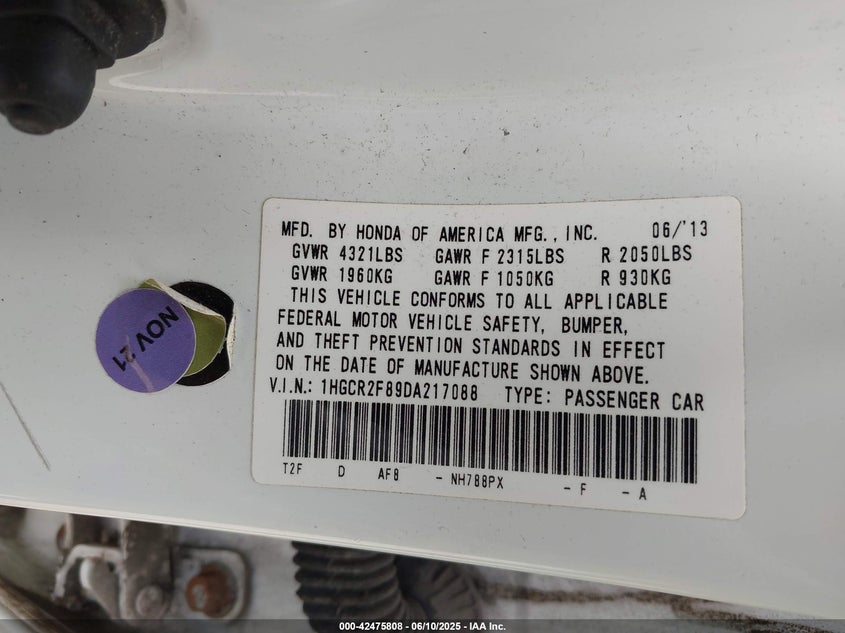 MFD. BY HONDA OF AMERICA MFG., INC. 06/'13
GVWR 4321LBS GAWR F 2315LBS R 2050LBS
GVWR 1960KG GAWR F 1050KG R 930KG
THIS VEHICLE CONFORMS TO ALL APPLICABLE
FEDERAL MOTOR VEHICLE SAFETY, BUMPER,
AND THEFT PREVENTION STANDARDS IN EFFECT
ON THE DATE OF MANUFACTURE SHOWN ABOVE.
V.I.N.: 1HGCR2F89DA217088 TYPE: PASSENGER CAR
T2F D AF8 - NH788PX - F - A
NOV 21
000-42475808 - 06/10/2025 - IAA Inc.